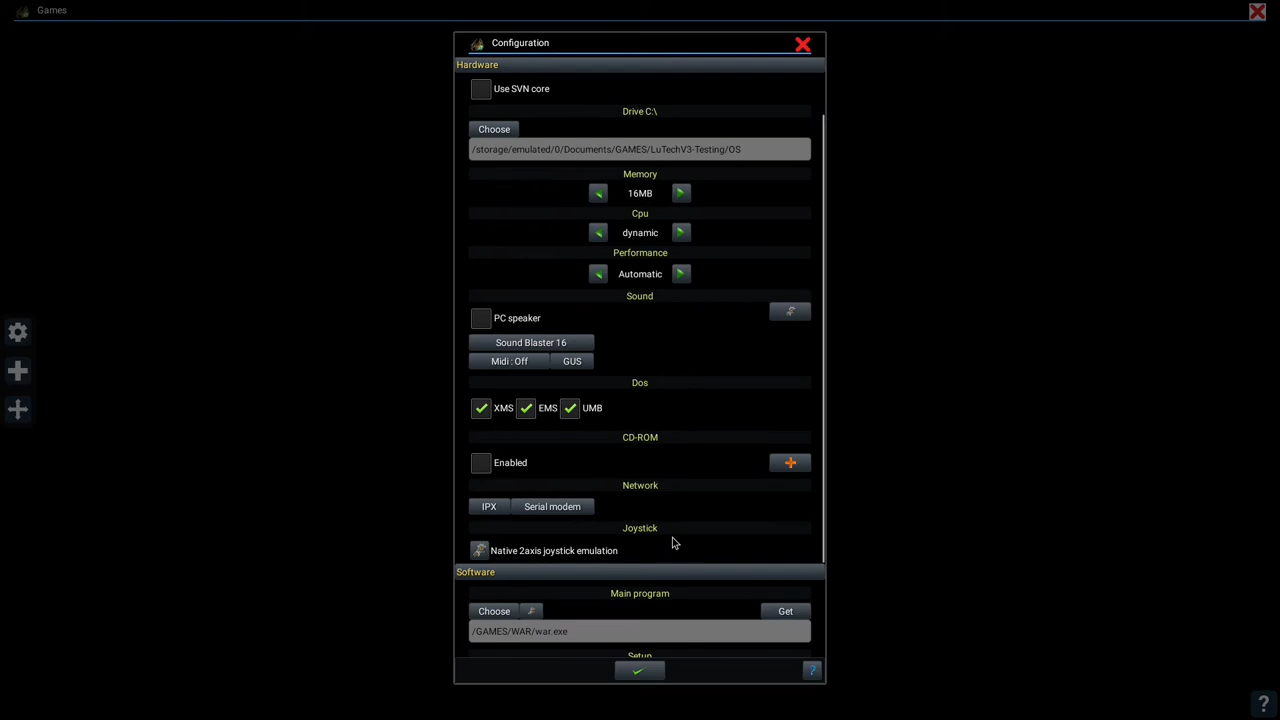 Games
Configuration
Hardware
Use SVN core
Drive C:\
Choose
/storage/emulated/0/Documents/GAMES/LuTechV3-Testing/OS
Memory
16MB
Cpu
dynamic
Performance
Automatic
Sound
PC speaker
Sound Blaster 16
Midi : Off GUS
Dos
XMS EMS UMB
CD-ROM
Enabled
Network
IPX Serial modem
Joystick
Native 2axis joystick emulation
Software
Main program
Choose Get
/GAMES/WAR/war.exe
Setup
?
?